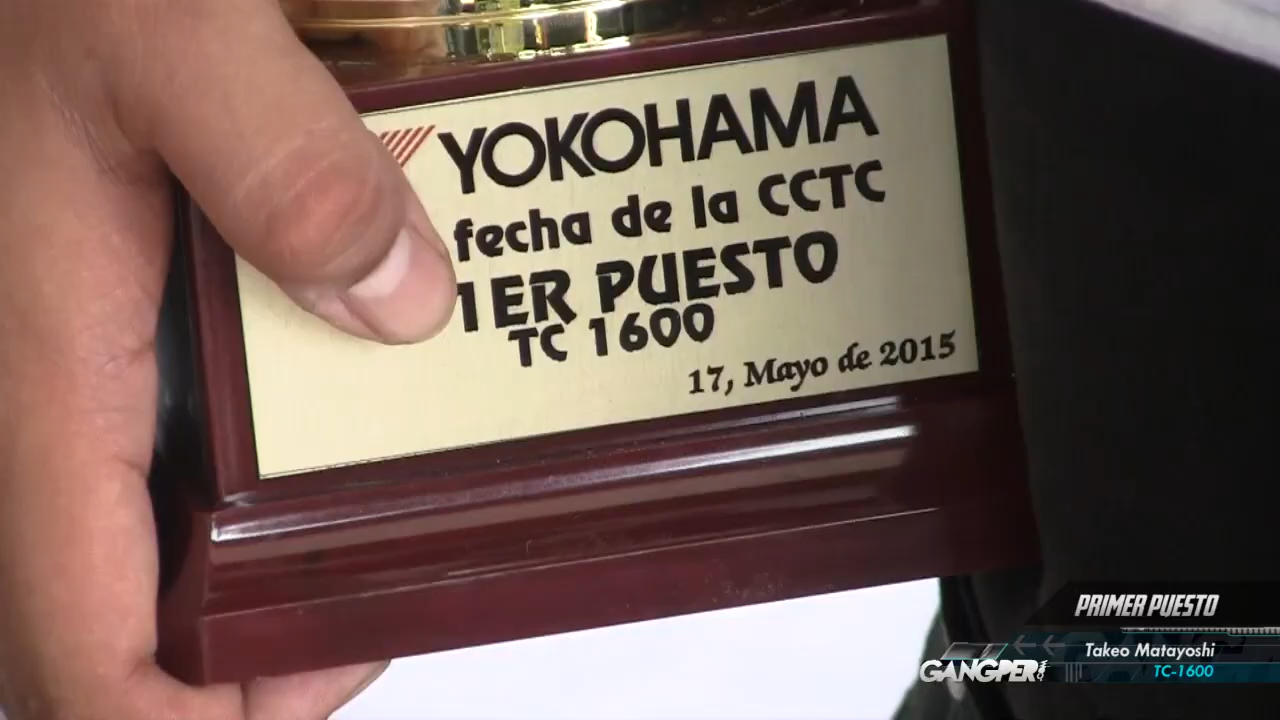 YOKOHAMA
fecha de la CCTC
1ER PUESTO
TC 1600
17, Mayo de 2015
PRIMER PUESTO
Takeo Matayoshi
GANGPER
TC-1600